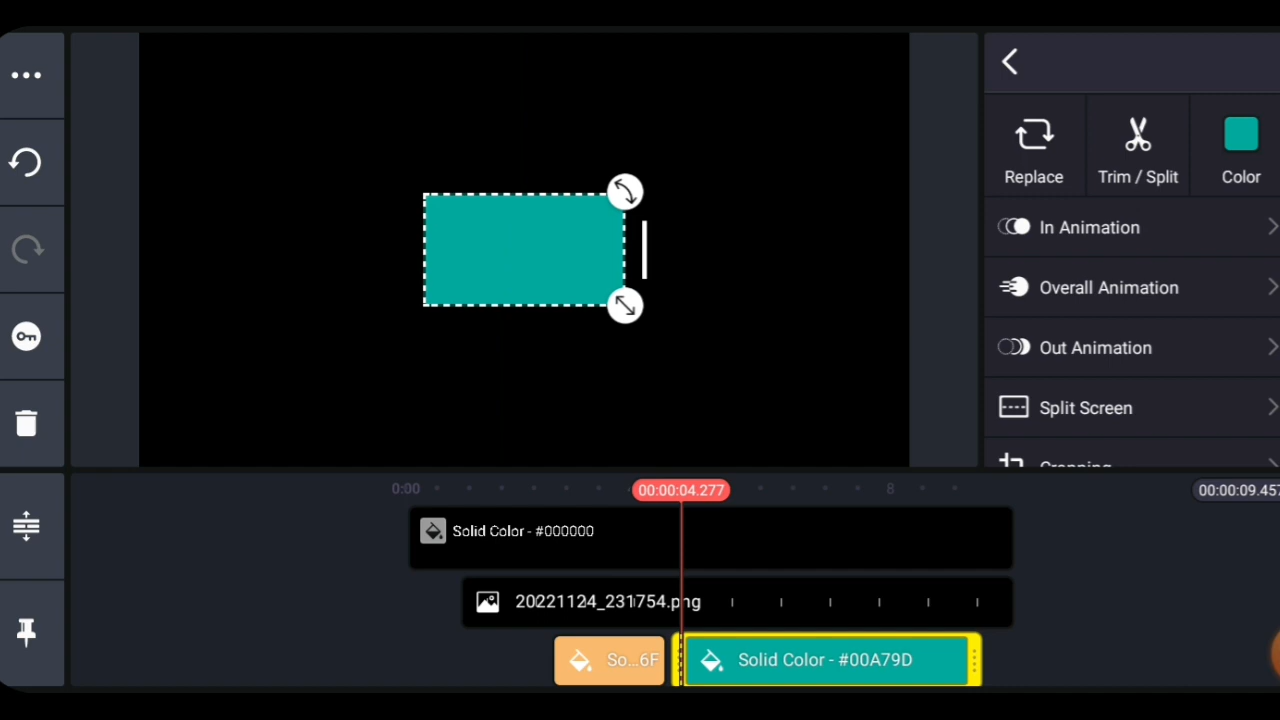 Replace
Trim / Split
Color
In Animation
Overall Animation
Out Animation
Split Screen
Cropping
0:00
00:00:04.277
8
00:00:09.457
Solid Color - #000000
20221124_231754.png
So...6F
Solid Color - #00A79D